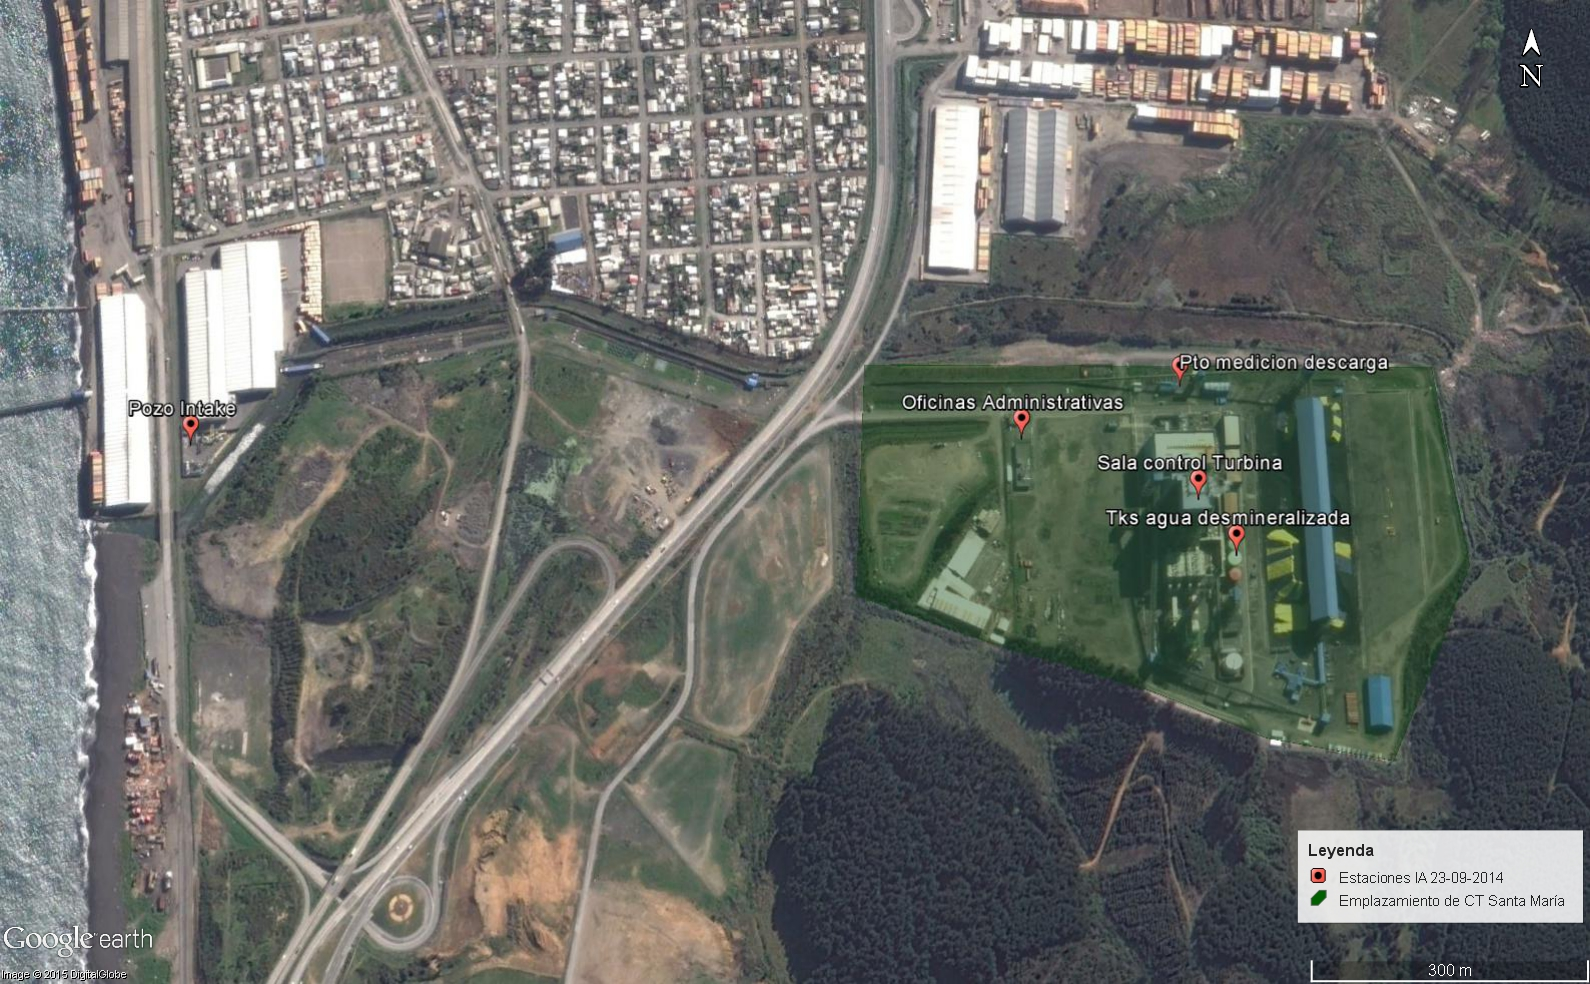 N
Pto medicion descarga
Oficinas Administrativas
Pozo Intake
Sala control Turbina
Tks agua desmineralizada
Leyenda
Estaciones IA 23-09-2014
Emplazamiento de CT Santa María
Google earth
Image © 2015 DigitalGlobe
300 m